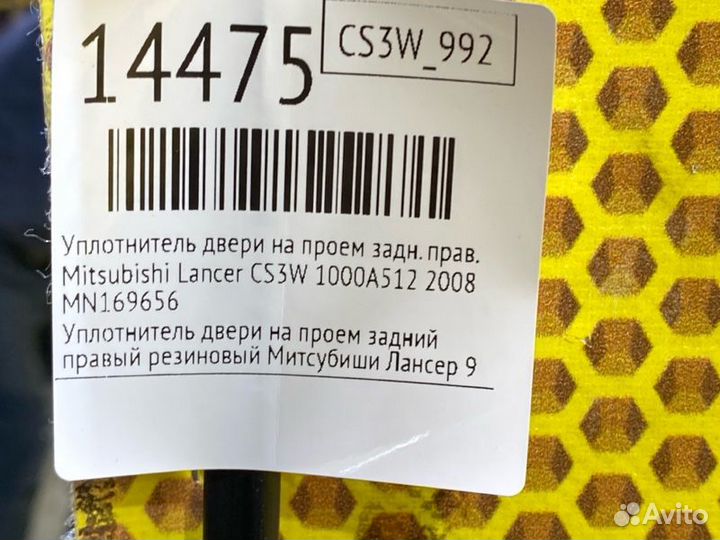 14475
CS3W_992
Уплотнитель двери на проем задн. прав.
Mitsubishi Lancer CS3W 1000A512 2008
MN169656
Уплотнитель двери на проем задний
правый резиновый Митсубиши Лансер 9
Avito